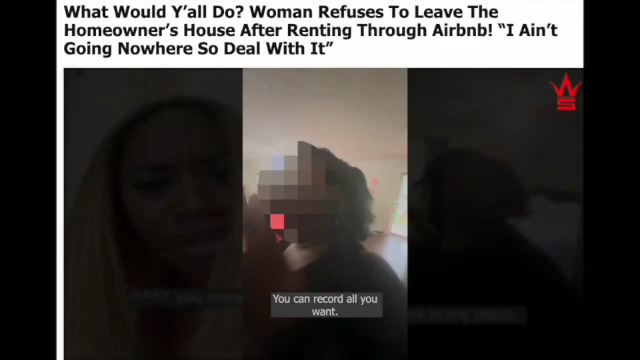 What Would Y’all Do? Woman Refuses To Leave The
Homeowner’s House After Renting Through Airbnb! “I Ain’t
Going Nowhere So Deal With It”
You can record all you
want.